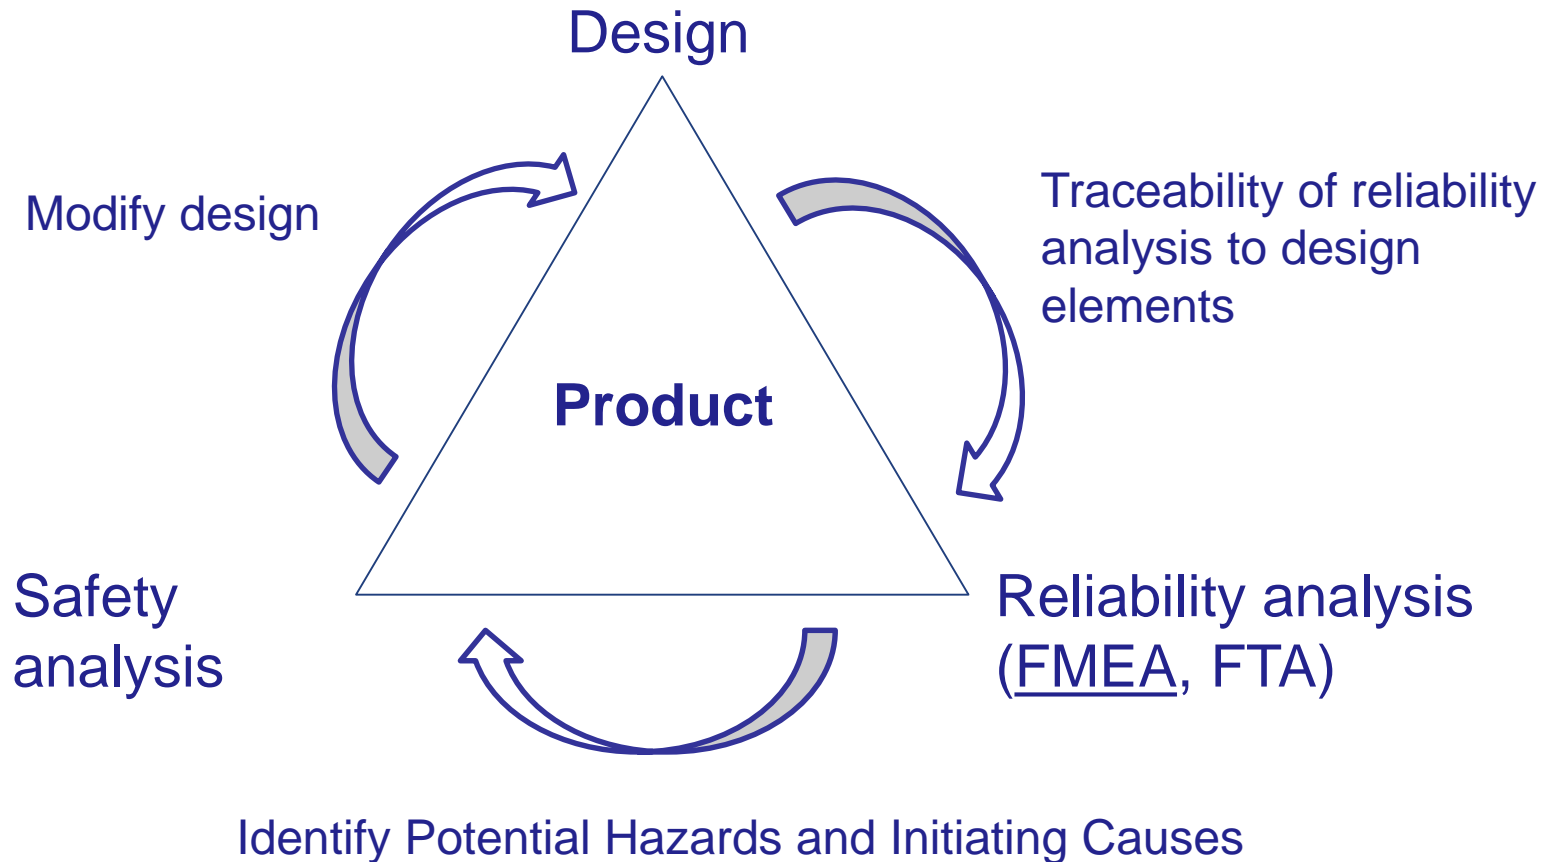 Design
Modify design
Traceability of reliability
analysis to design
elements
Product
Safety
analysis
Reliability analysis
(FMEA, FTA)
Identify Potential Hazards and Initiating Causes